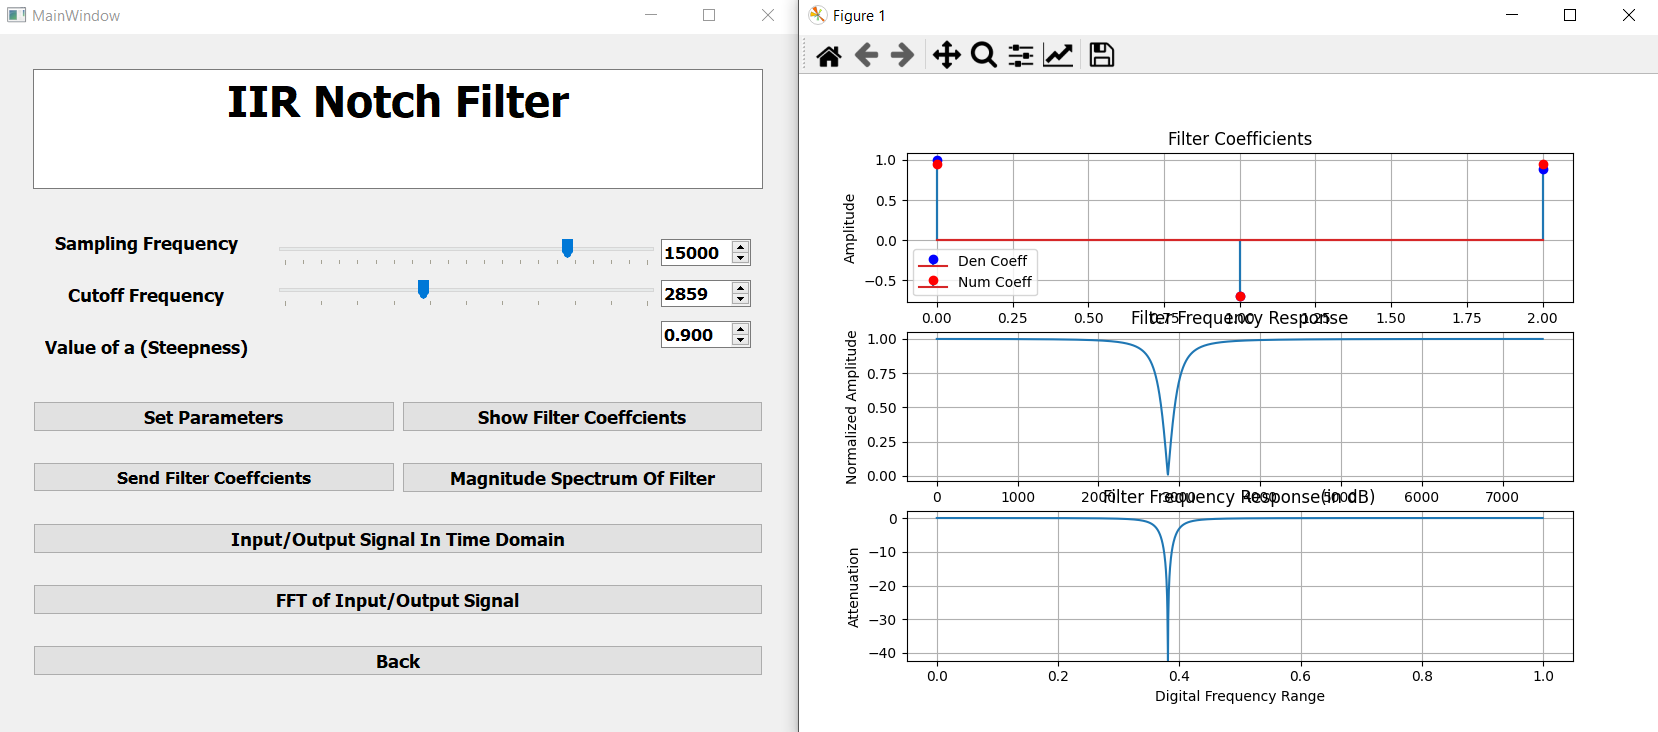 MainWindow
IIR Notch Filter
Sampling Frequency
15000
Cutoff Frequency
2859
Value of a (Steepness)
0.900
Set Parameters
Show Filter Coeffcients
Send Filter Coeffcients
Magnitude Spectrum Of Filter
Input/Output Signal In Time Domain
FFT of Input/Output Signal
Back
Figure 1
Filter Coefficients
Amplitude
1.0
0.5
0.0
−0.5
Den Coeff
Num Coeff
0.00 0.25 0.50 0.75 1.00 1.25 1.50 1.75 2.00
Filter Frequency Response
Normalized Amplitude
1.00
0.75
0.50
0.25
0.00
0 1000 2000 3000 4000 5000 6000 7000
Filter Frequency Response(in dB)
Attenuation
0
−10
−20
−30
−40
0.0 0.2 0.4 0.6 0.8 1.0
Digital Frequency Range